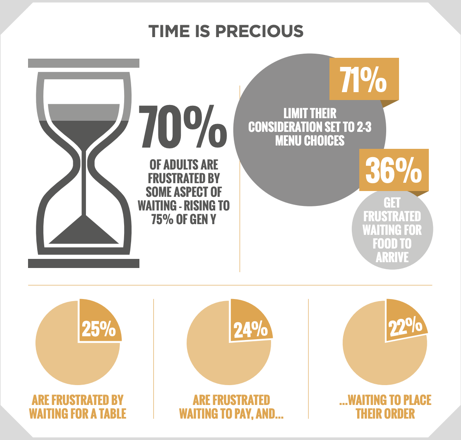 TIME IS PRECIOUS
70%
OF ADULTS ARE
FRUSTRATED BY
SOME ASPECT OF
WAITING - RISING TO
75% OF GEN Y
71%
LIMIT THEIR
CONSIDERATION SET TO 2-3
MENU CHOICES
36%
GET
FRUSTRATED
WAITING FOR
FOOD TO
ARRIVE
25%
ARE FRUSTRATED BY
WAITING FOR A TABLE
24%
ARE FRUSTRATED
WAITING TO PAY, AND...
22%
...WAITING TO PLACE
THEIR ORDER